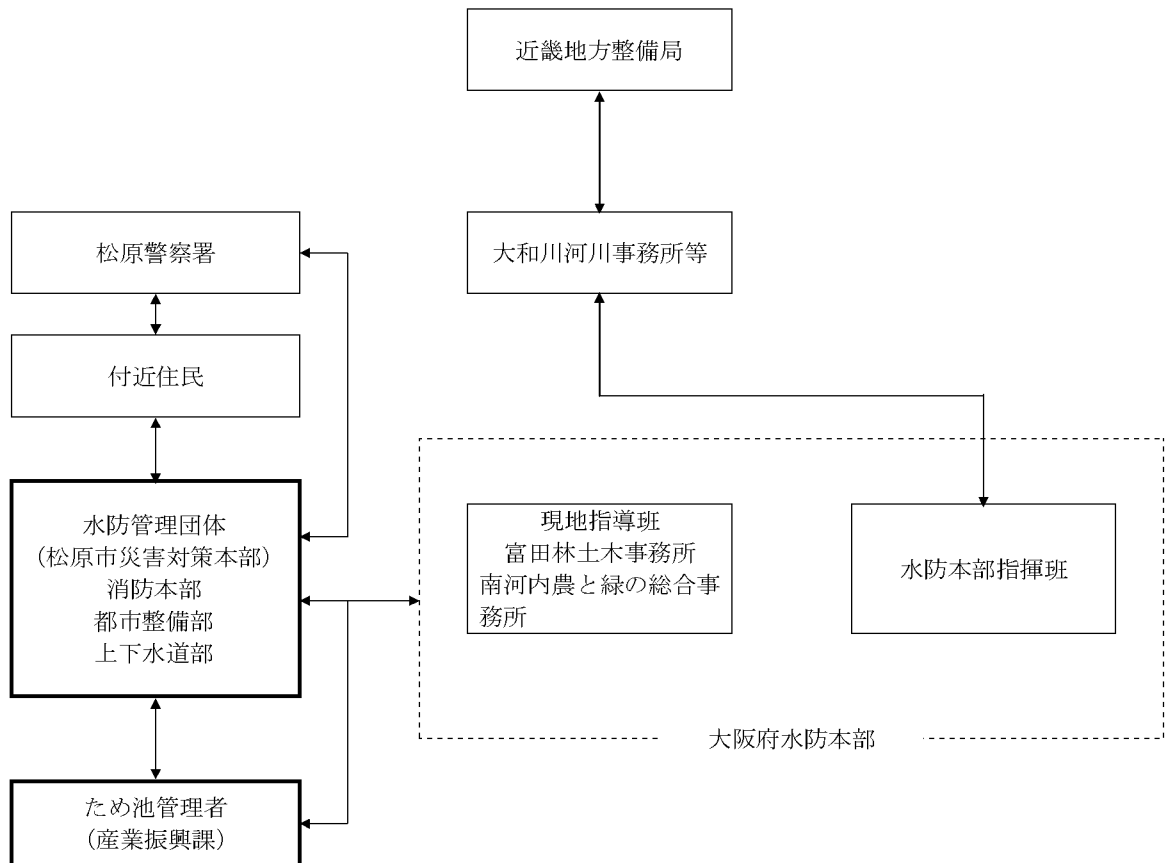 近畿地方整備局
松原警察署
大和川河川事務所等
付近住民
水防管理団体
（松原市災害対策本部）
消防本部
都市整備部
上下水道部
現地指導班
富田林土木事務所
南河内農と緑の総合事
務所
水防本部指揮班
大阪府水防本部
ため池管理者
（産業振興課）